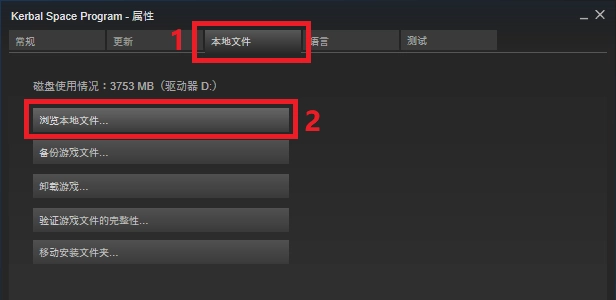 Kerbal Space Program - 属性
常规 更新 1 本地文件 语言 测试
磁盘使用情况：3753 MB（驱动器 D:）
浏览本地文件... 2
备份游戏文件...
卸载游戏...
验证游戏文件的完整性...
移动安装文件夹...